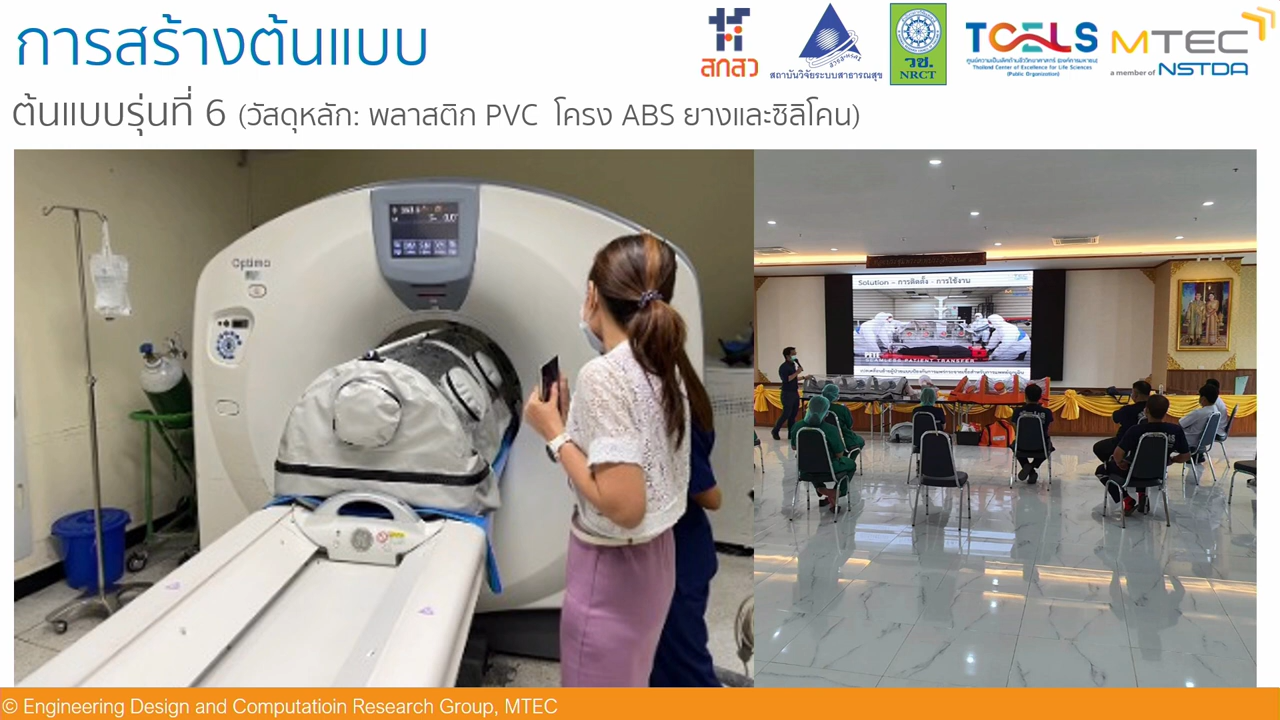 การสร้างต้นแบบ
สกสว
สถาบันวิจัยระบบสาธารณสุข
วช.
NRCT
TCELS
ศูนย์ความเป็นเลิศด้านชีววิทยาศาสตร์ (องค์การมหาชน)
Thailand Center of Excellence for Life Sciences
(Public Organization)
MTEC
a member of NSTDA
ต้นแบบรุ่นที่ 6 (วัสดุหลัก: พลาสติก PVC โครง ABS ยางและซิลิโคน)
Optima
Solution – การติดตั้ง - การใช้งาน
PATIENT TRANSFER
© Engineering Design and Computatioin Research Group, MTEC